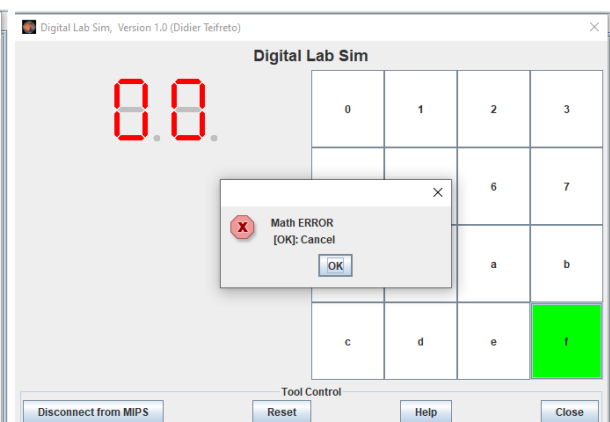 Digital Lab Sim, Version 1.0 (Didier Teifreto)
Digital Lab Sim
00
0 1 2 3
6 7
Math ERROR
[OK]: Cancel
OK
a b
c d e f
Tool Control
Disconnect from MIPS Reset Help Close